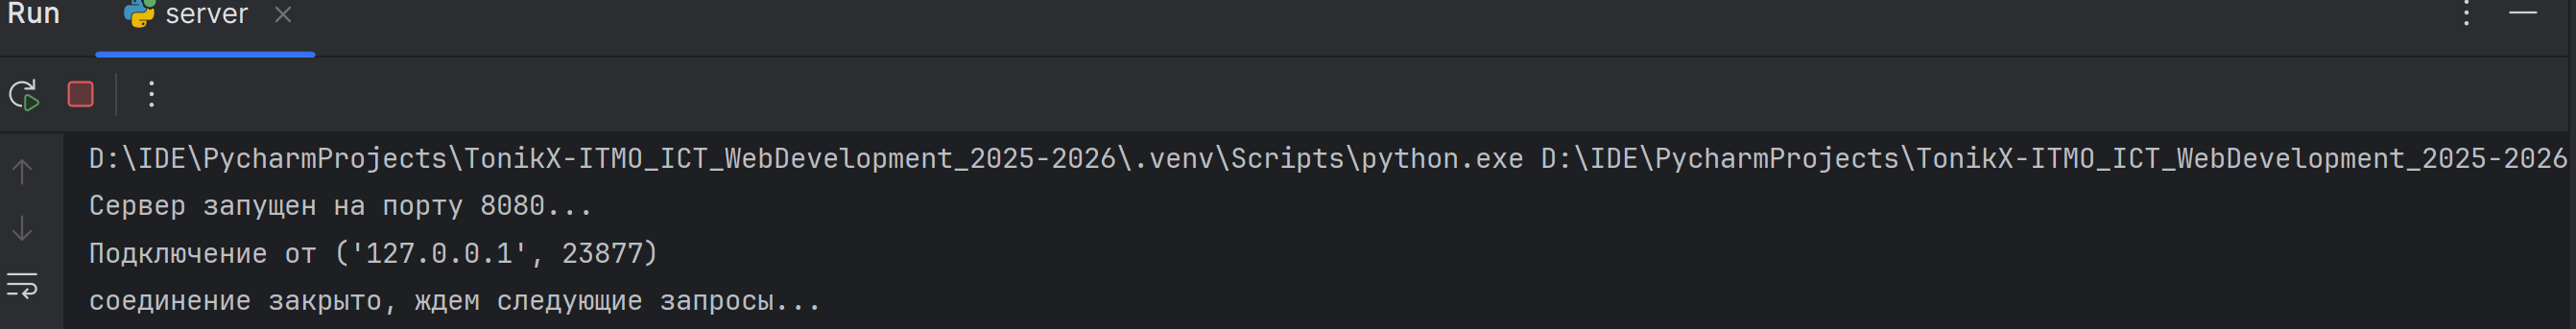 Run server
D:\IDE\PycharmProjects\TonikX-ITMO_ICT_WebDevelopment_2025-2026\.venv\Scripts\python.exe D:\IDE\PycharmProjects\TonikX-ITMO_ICT_WebDevelopment_2025-2026
Сервер запущен на порту 8080...
Подключение от ('127.0.0.1', 23877)
соединение закрыто, ждем следующие запросы...